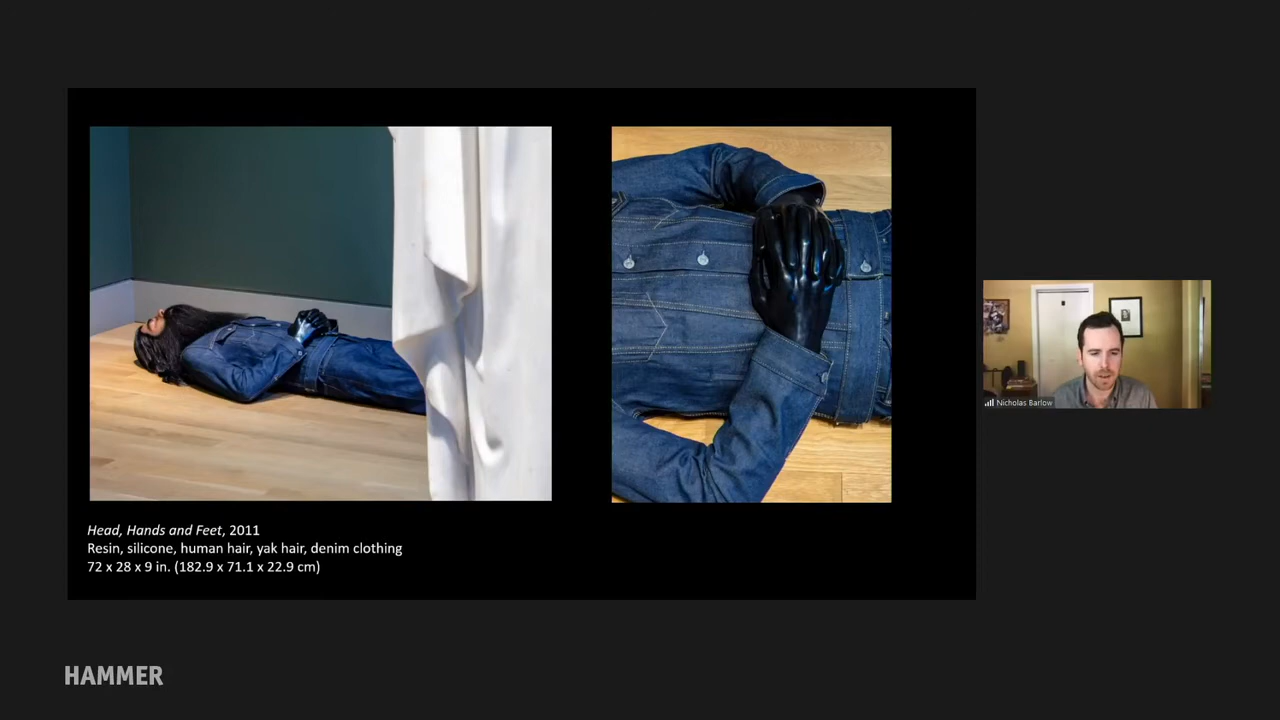 Head, Hands and Feet, 2011
Resin, silicone, human hair, yak hair, denim clothing
72 x 28 x 9 in. (182.9 x 71.1 x 22.9 cm)
Nicholas Barlow
HAMMER